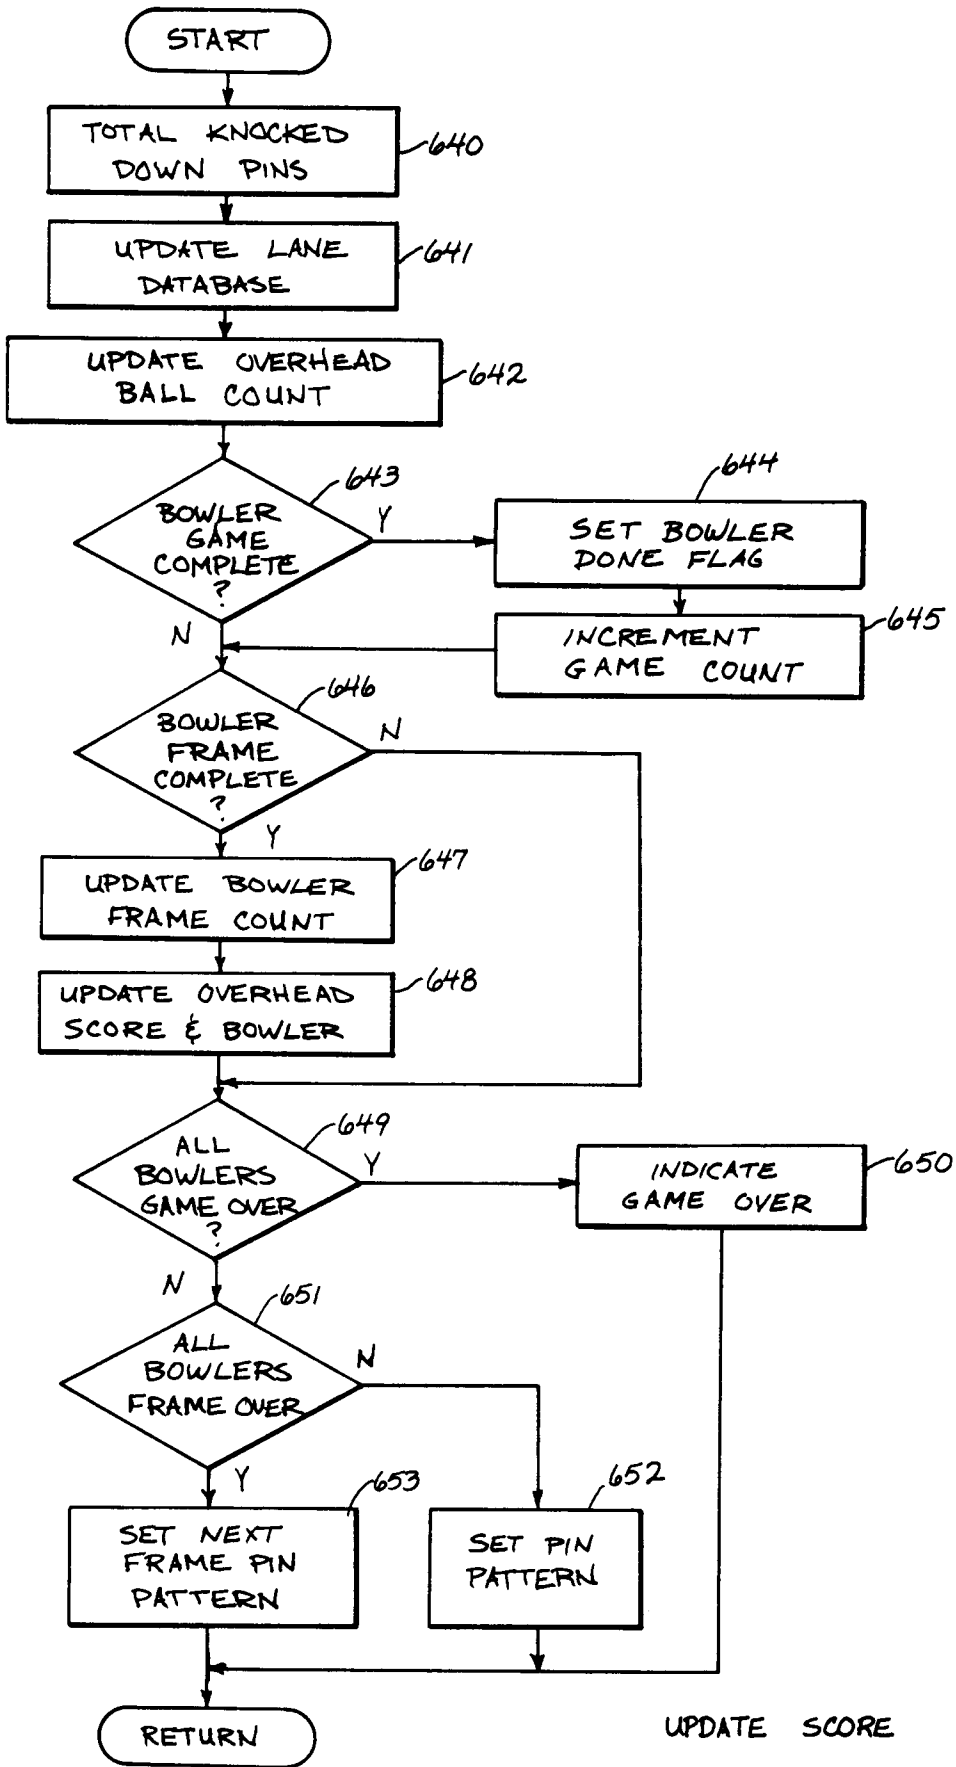 START
TOTAL KNOCKED
DOWN PINS
640
UPDATE LANE
DATABASE
641
UPDATE OVERHEAD
BALL COUNT
642
643
BOWLER
GAME
COMPLETE
?
Y
N
644
SET BOWLER
DONE FLAG
645
INCREMENT
GAME COUNT
646
BOWLER
FRAME
COMPLETE
?
N
Y
647
UPDATE BOWLER
FRAME COUNT
648
UPDATE OVERHEAD
SCORE & BOWLER
649
ALL
BOWLERS
GAME OVER
?
Y
N
650
INDICATE
GAME OVER
651
ALL
BOWLERS
FRAME OVER
N
Y
653
SET NEXT
FRAME PIN
PATTERN
652
SET PIN
PATTERN
RETURN
UPDATE SCORE